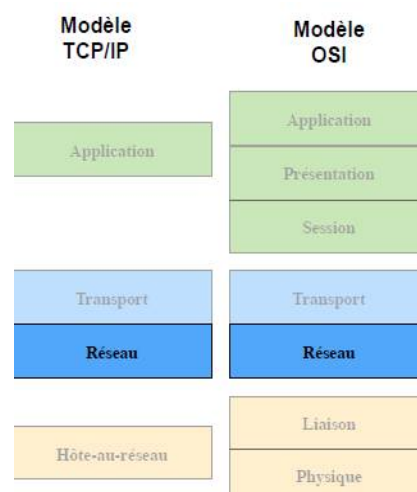 Modèle
TCP/IP
Modèle
OSI
Application
Application
Présentation
Session
Transport
Transport
Réseau
Réseau
Hôte-au-réseau
Liaison
Physique